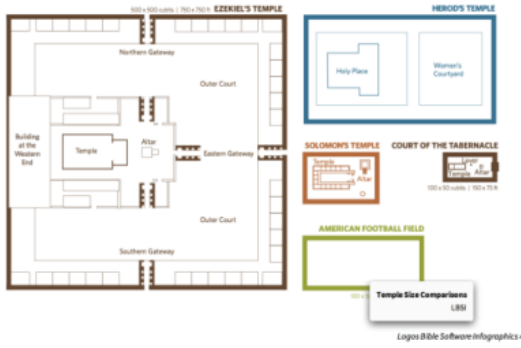 500 x 500 cubits | 750 x 750 ft EZEKIEL'S TEMPLE
Northern Gateway
Outer Court
Building
at the
Western
End
Temple
Altar
Eastern Gateway
Outer Court
Southern Gateway
HEROD'S TEMPLE
Holy Place
Women's
Courtyard
SOLOMON'S TEMPLE
Temple
Altar
COURT OF THE TABERNACLE
Laver
Temple
Altar
100 x 50 cubits | 150 x 75 ft
AMERICAN FOOTBALL FIELD
Temple Size Comparisons
LBSI
Logos Bible Software Infographics